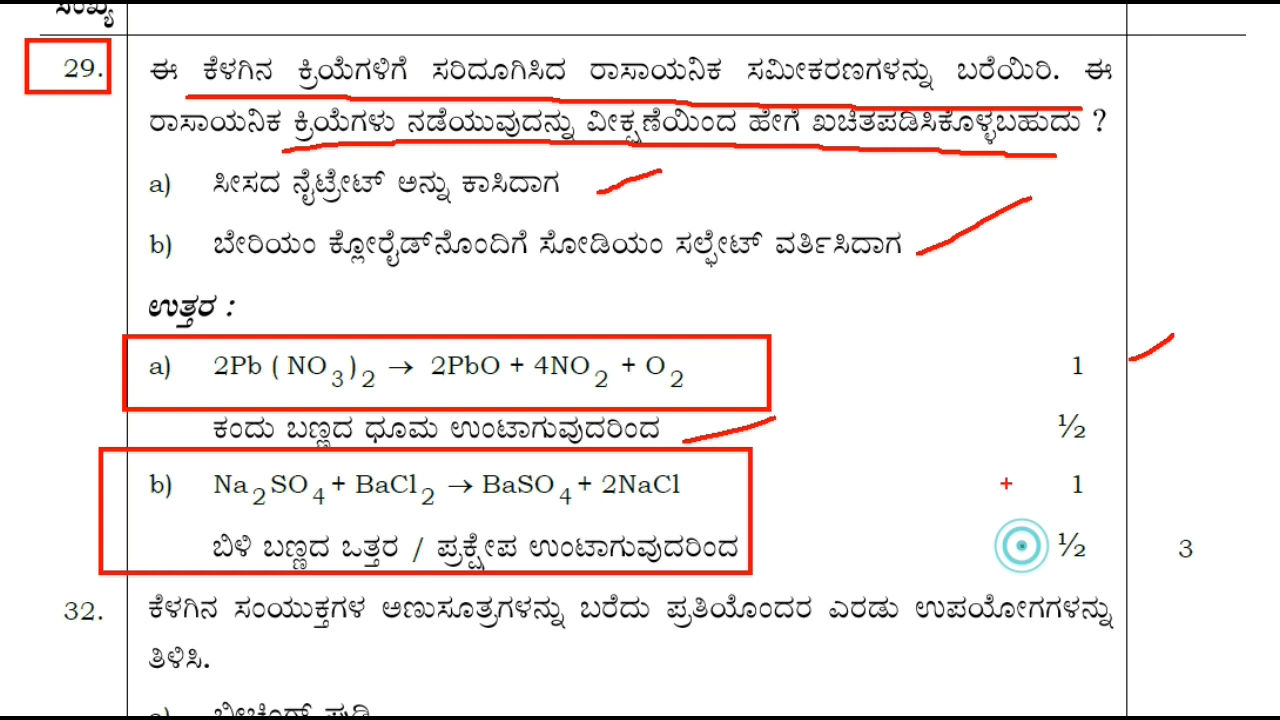 ಸಂಖ್ಯೆ
29. ಈ ಕೆಳಗಿನ ಕ್ರಿಯೆಗಳಿಗೆ ಸರಿದೂಗಿಸಿದ ರಾಸಾಯನಿಕ ಸಮೀಕರಣಗಳನ್ನು ಬರೆಯಿರಿ. ಈ
ರಾಸಾಯನಿಕ ಕ್ರಿಯೆಗಳು ನಡೆಯುವುದನ್ನು ವೀಕ್ಷಣೆಯಿಂದ ಹೇಗೆ ಖಚಿತಪಡಿಸಿಕೊಳ್ಳಬಹುದು ?
a) ಸೀಸದ ನೈಟ್ರೇಟ್ ಅನ್ನು ಕಾಸಿದಾಗ
b) ಬೇರಿಯಂ ಕ್ಲೋರೈಡ್‌ನೊಂದಿಗೆ ಸೋಡಿಯಂ ಸಲ್ಫೇಟ್ ವರ್ತಿಸಿದಾಗ
ಉತ್ತರ :
a) 2Pb ( NO₃)₂ → 2PbO + 4NO₂ + O₂ 1
ಕಂದು ಬಣ್ಣದ ಧೂಮ ಉಂಟಾಗುವುದರಿಂದ ½
b) Na₂SO₄ + BaCl₂ → BaSO₄ + 2NaCl + 1
ಬಿಳಿ ಬಣ್ಣದ ಒತ್ತರ / ಪ್ರಕ್ಷೇಪ ಉಂಟಾಗುವುದರಿಂದ ½ 3
32. ಕೆಳಗಿನ ಸಂಯುಕ್ತಗಳ ಅಣುಸೂತ್ರಗಳನ್ನು ಬರೆದು ಪ್ರತಿಯೊಂದರ ಎರಡು ಉಪಯೋಗಗಳನ್ನು
ತಿಳಿಸಿ.